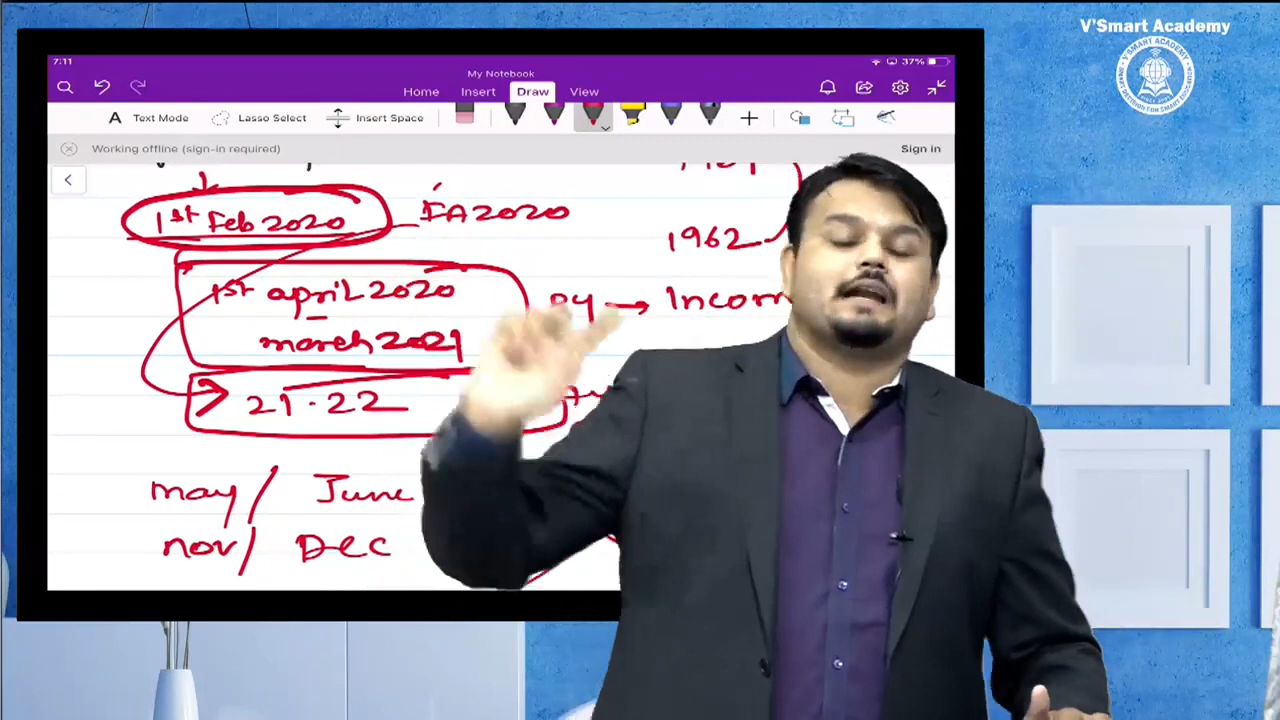 V'Smart Academy
7:11
37%
My Notebook
Home Insert Draw View
A Text Mode Lasso Select Insert Space
Working offline (sign-in required) Sign in
1st Feb 2020 FA2020
1962
1st april 2020
PY → Incom
march 2021
21-22
may / June
nov / Dec